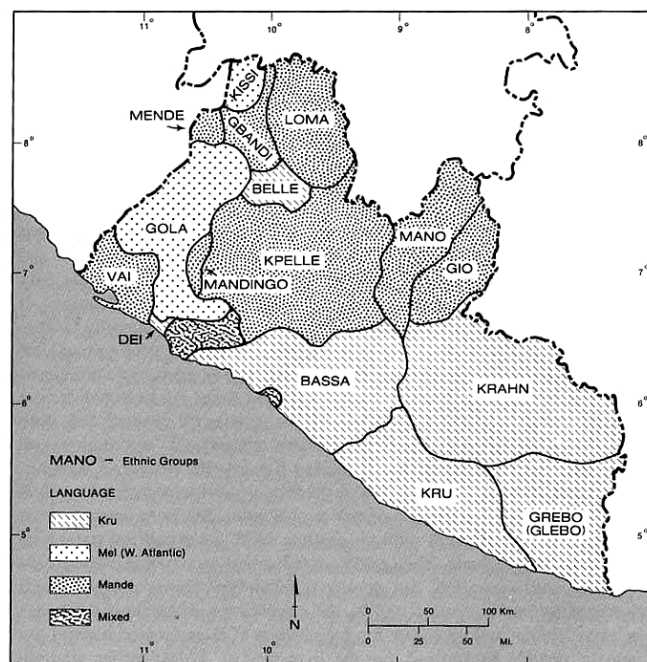 11°
10°
9°
8°
KISSI
MENDE
GBANDI
LOMA
8°
8°
BELLE
GOLA
MANO
KPELLE
VAI
GIO
7°
7°
MANDINGO
DEI
BASSA
KRAHN
6°
6°
MANO – Ethnic Groups
LANGUAGE
KRU
GREBO
(GLEBO)
Kru
5°
5°
Mel (W. Atlantic)
Mande
Mixed
N
0 50 100 Km.
0 25 50 Mi.
11°
10°
9°
8°